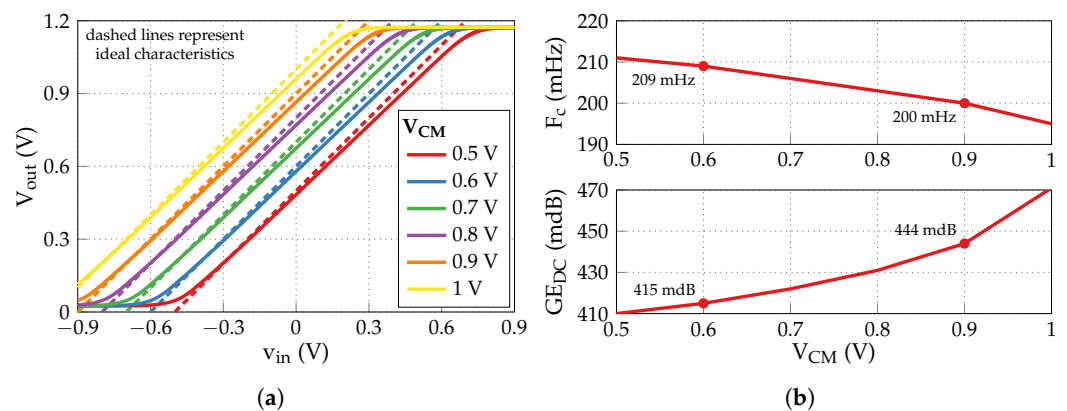 dashed lines represent
ideal characteristics
V_CM
0.5 V
0.6 V
0.7 V
0.8 V
0.9 V
1 V
1.2
0.9
0.6
0.3
0
V_out (V)
−0.9 −0.6 −0.3 0 0.3 0.6 0.9
v_in (V)
(a)
220
210
200
190
F_c (mHz)
209 mHz
200 mHz
0.5 0.6 0.7 0.8 0.9 1
470
450
430
410
GE_DC (mdB)
415 mdB
444 mdB
0.5 0.6 0.7 0.8 0.9 1
V_CM (V)
(b)